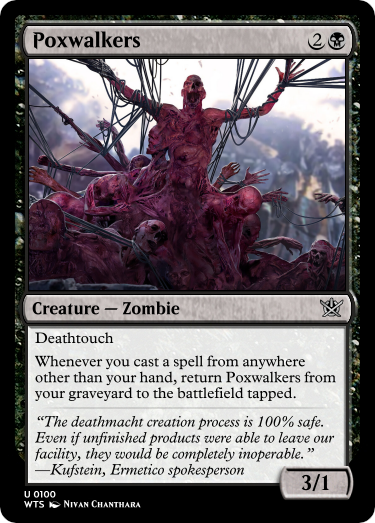 Poxwalkers 2
Creature — Zombie
Deathtouch
Whenever you cast a spell from anywhere
other than your hand, return Poxwalkers from
your graveyard to the battlefield tapped.
“The deathmacht creation process is 100% safe.
Even if unfinished products were able to leave our
facility, they would be completely inoperable.”
—Kufstein, Ermetico spokesperson
3/1
U 0100
WTS Nivan Chanthara